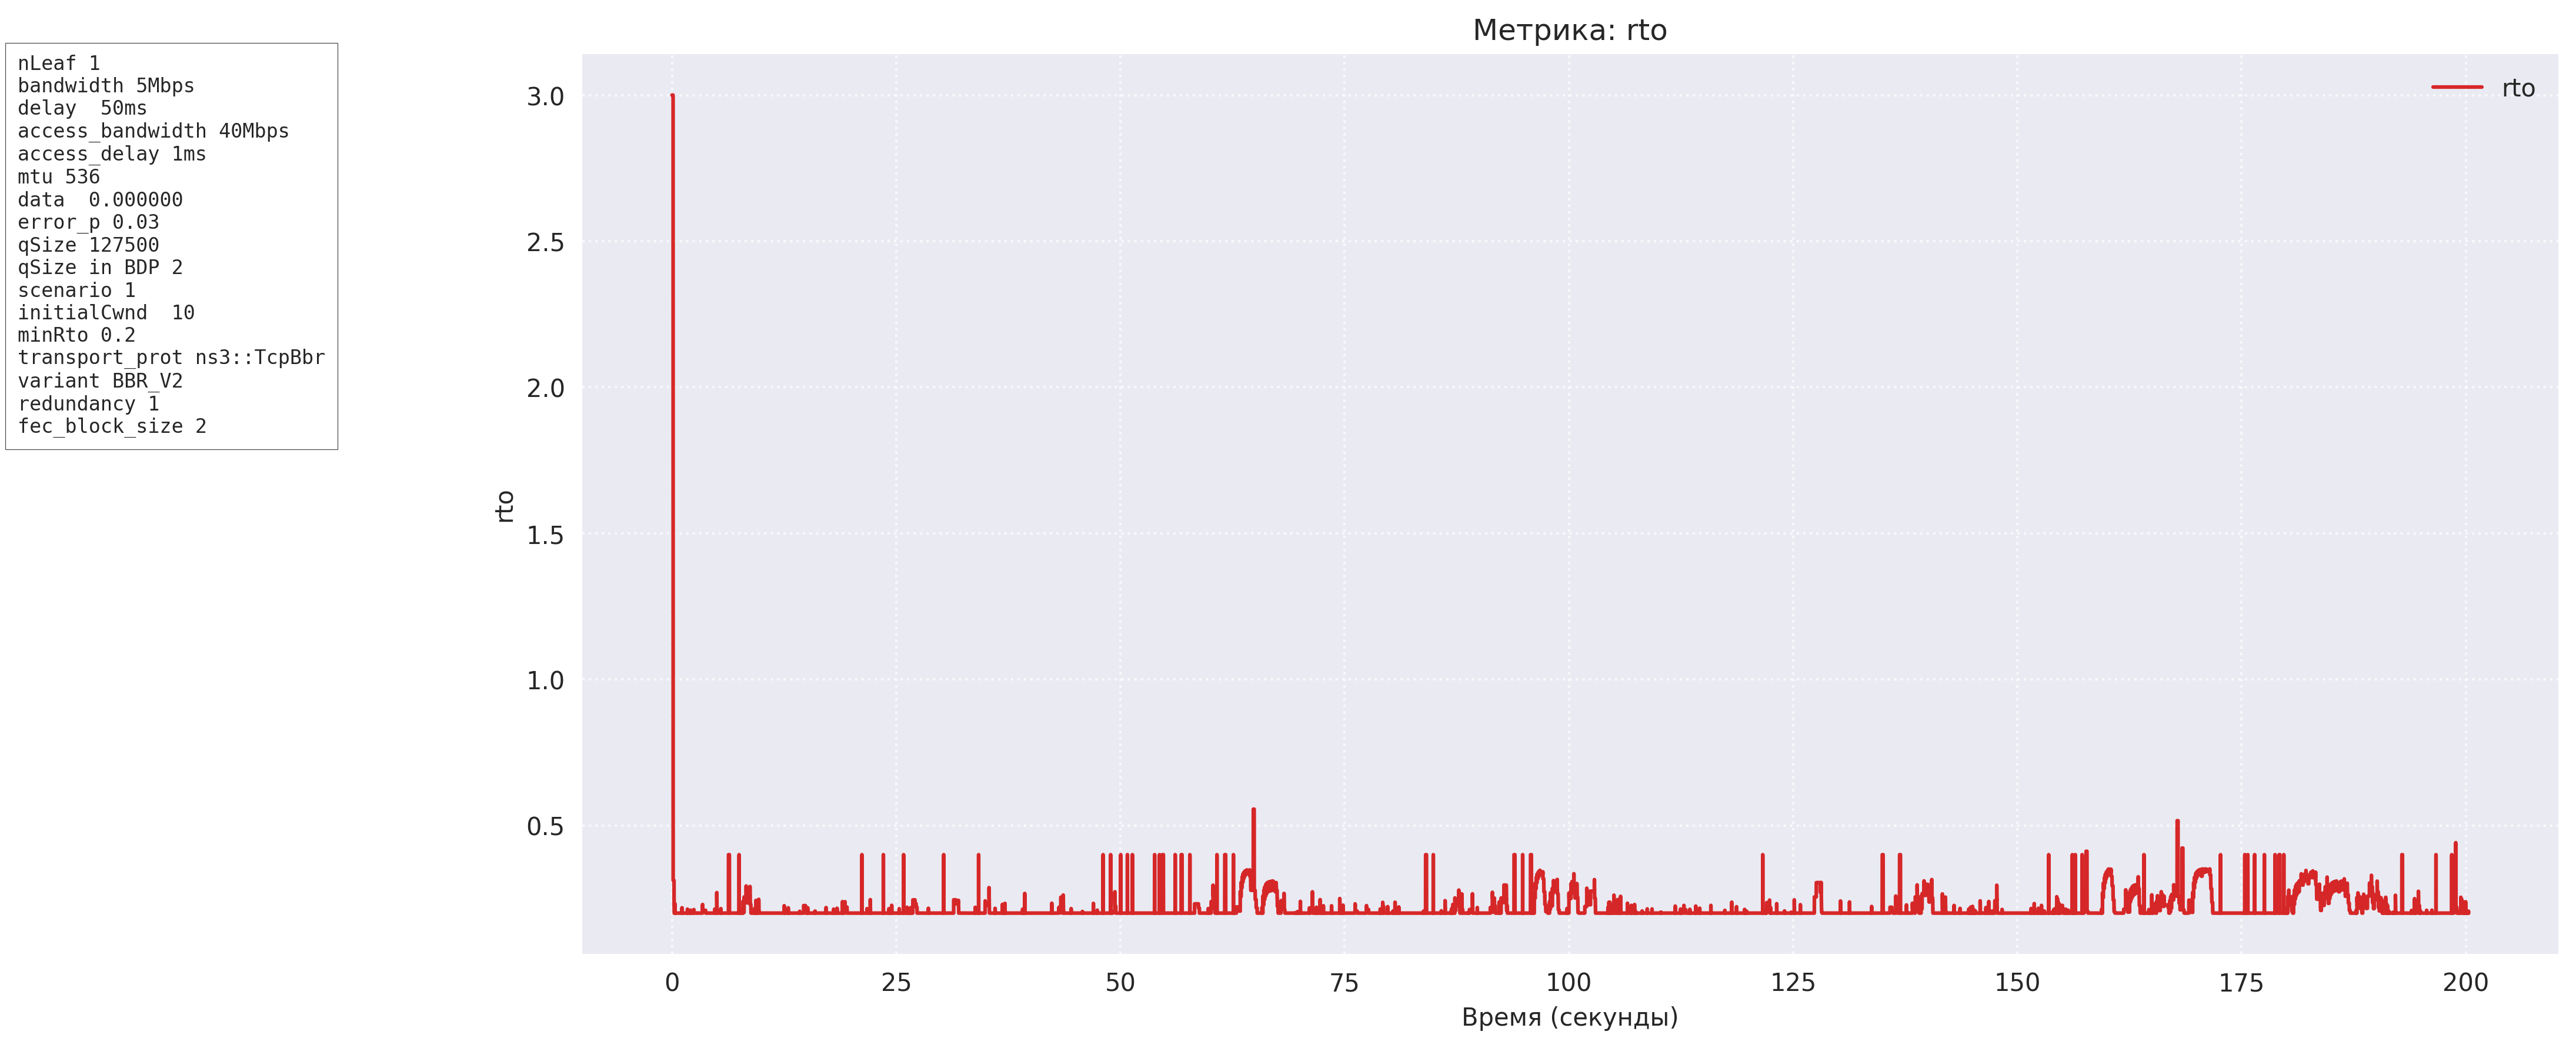 Метрика: rto
nLeaf 1
bandwidth 5Mbps
delay  50ms
access_bandwidth 40Mbps
access_delay 1ms
mtu 536
data  0.000000
error_p 0.03
qSize 127500
qSize in BDP 2
scenario 1
initialCwnd  10
minRto 0.2
transport_prot ns3::TcpBbr
variant BBR_V2
redundancy 1
fec_block_size 2
rto
3.0
2.5
2.0
1.5
1.0
0.5
rto
0
25
50
75
100
125
150
175
200
Время (секунды)